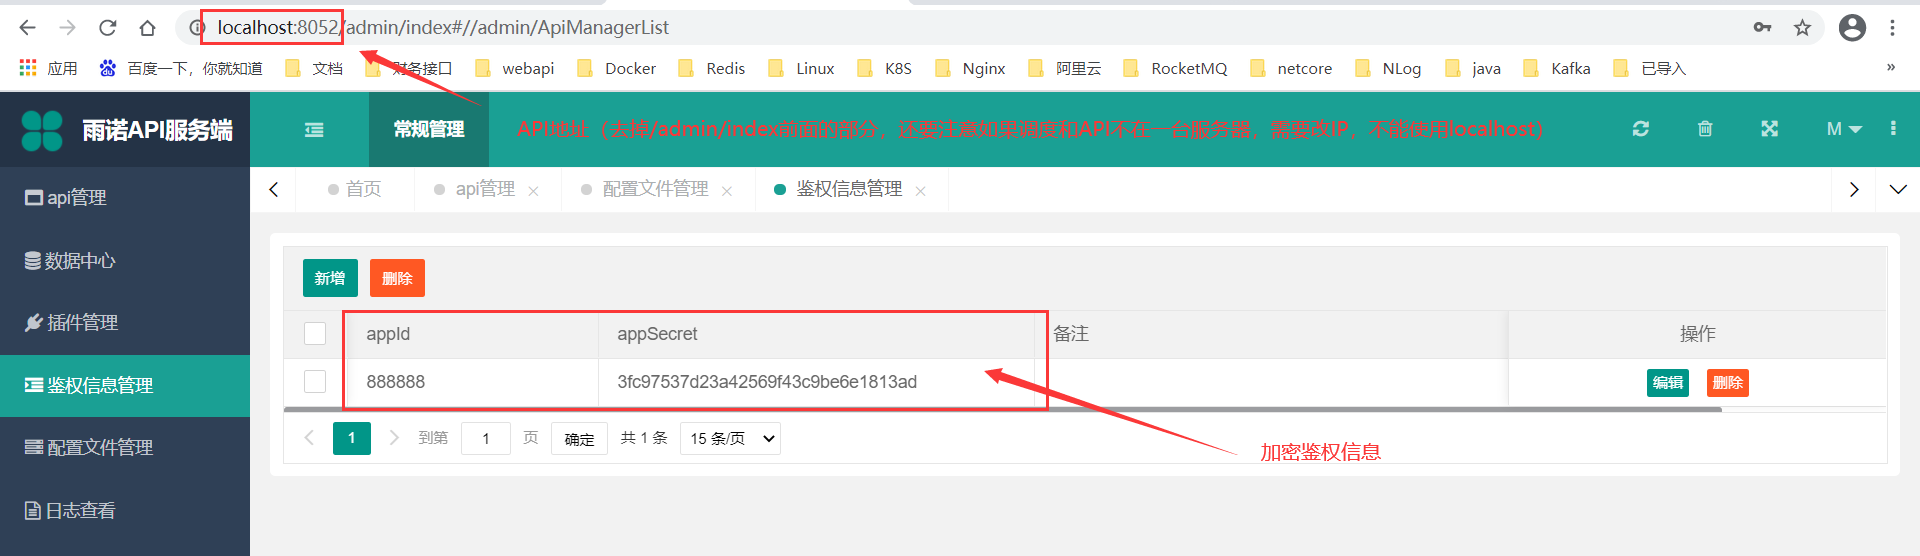 localhost:8052/admin/index#//admin/ApiManagerList
应用 百度一下，你就知道 文档 财务接口 webapi Docker Redis Linux K8S Nginx 阿里云 RocketMQ netcore NLog java Kafka 已导入 »
雨诺API服务端 常规管理 API地址（去掉/admin/index前面的部分，还要注意如果调度和API不在一台服务器，需要改IP，不能使用localhost） M
首页 api管理 × 配置文件管理 × 鉴权信息管理 ×
api管理
数据中心
插件管理
鉴权信息管理
配置文件管理
日志查看
新增 删除
appId appSecret 备注 操作
888888 3fc97537d23a42569f43c9be6e1813ad 编辑 删除
1 到第 1 页 确定 共 1 条 15 条/页
加密鉴权信息